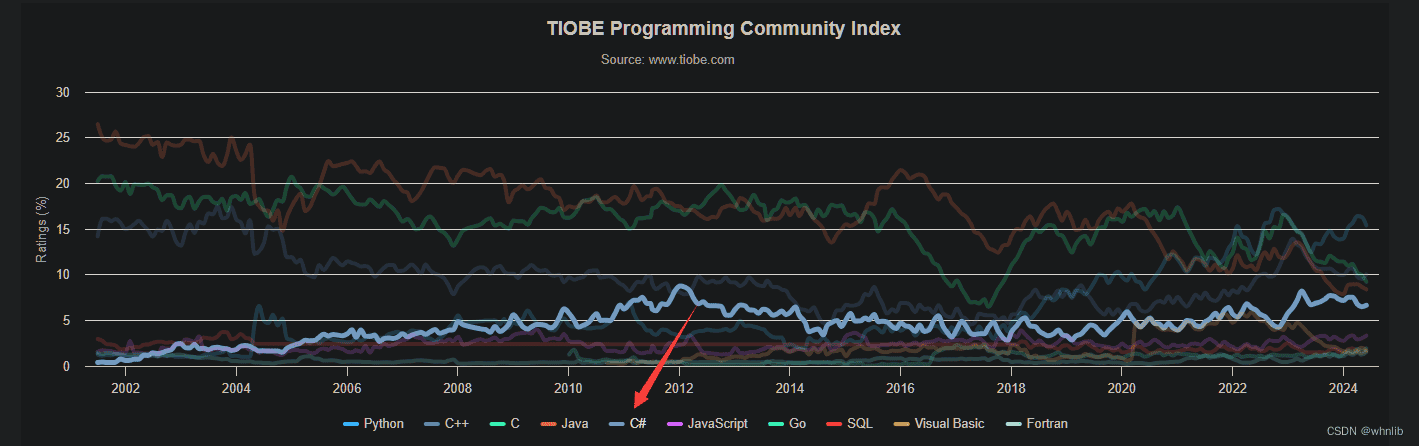 TIOBE Programming Community Index
Source: www.tiobe.com
Ratings (%)
30
25
20
15
10
5
0
2002 2004 2006 2008 2010 2012 2014 2016 2018 2020 2022 2024
Python C++ C Java C# JavaScript Go SQL Visual Basic Fortran
CSDN @whnlib